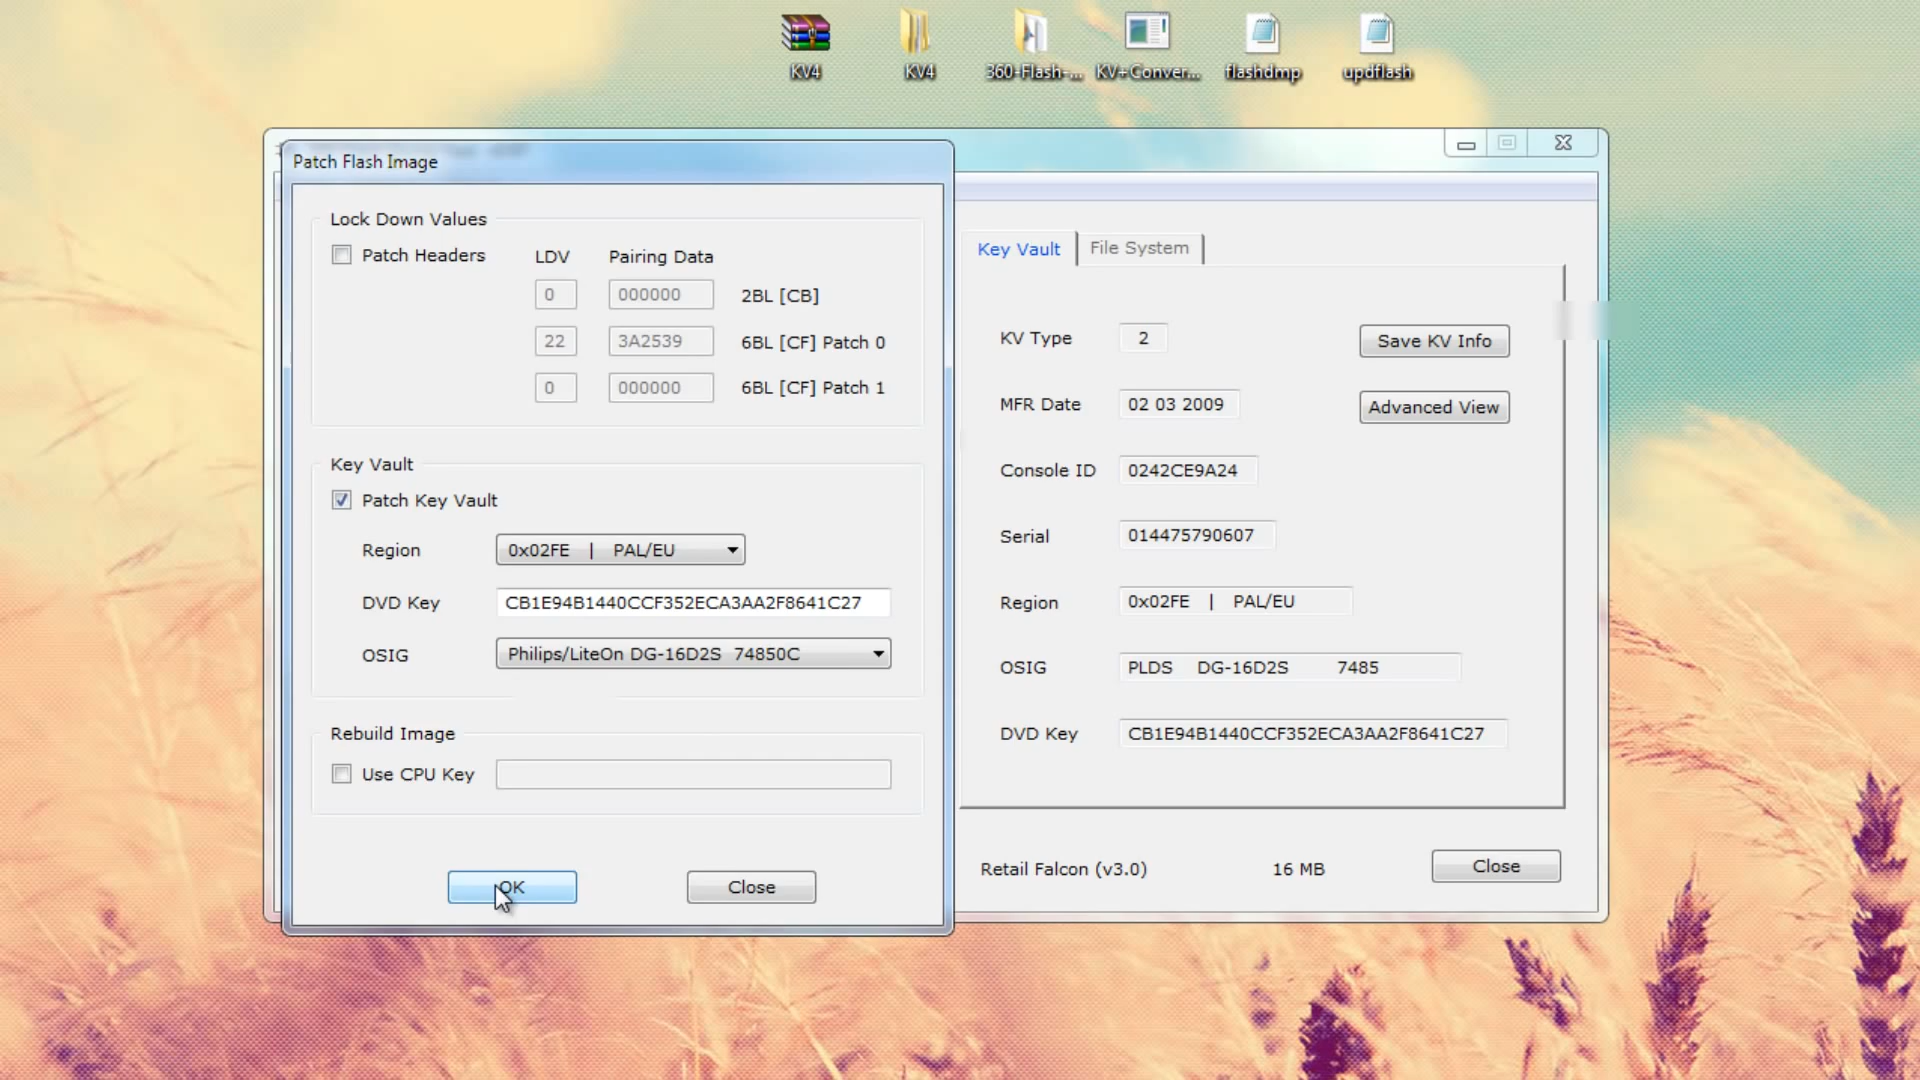 KV4
KV4
360-Flash-...
KV+Conver...
flashdmp
updflash
Patch Flash Image
Lock Down Values
Patch Headers
LDV
Pairing Data
0
000000
2BL [CB]
22
3A2539
6BL [CF] Patch 0
0
000000
6BL [CF] Patch 1
Key Vault
Patch Key Vault
Region
0x02FE | PAL/EU
DVD Key
CB1E94B1440CCF352ECA3AA2F8641C27
OSIG
Philips/LiteOn DG-16D2S 74850C
Rebuild Image
Use CPU Key
OK
Close
Key Vault
File System
KV Type
2
Save KV Info
MFR Date
02 03 2009
Advanced View
Console ID
0242CE9A24
Serial
014475790607
Region
0x02FE | PAL/EU
OSIG
PLDS DG-16D2S 7485
DVD Key
CB1E94B1440CCF352ECA3AA2F8641C27
Retail Falcon (v3.0)
16 MB
Close